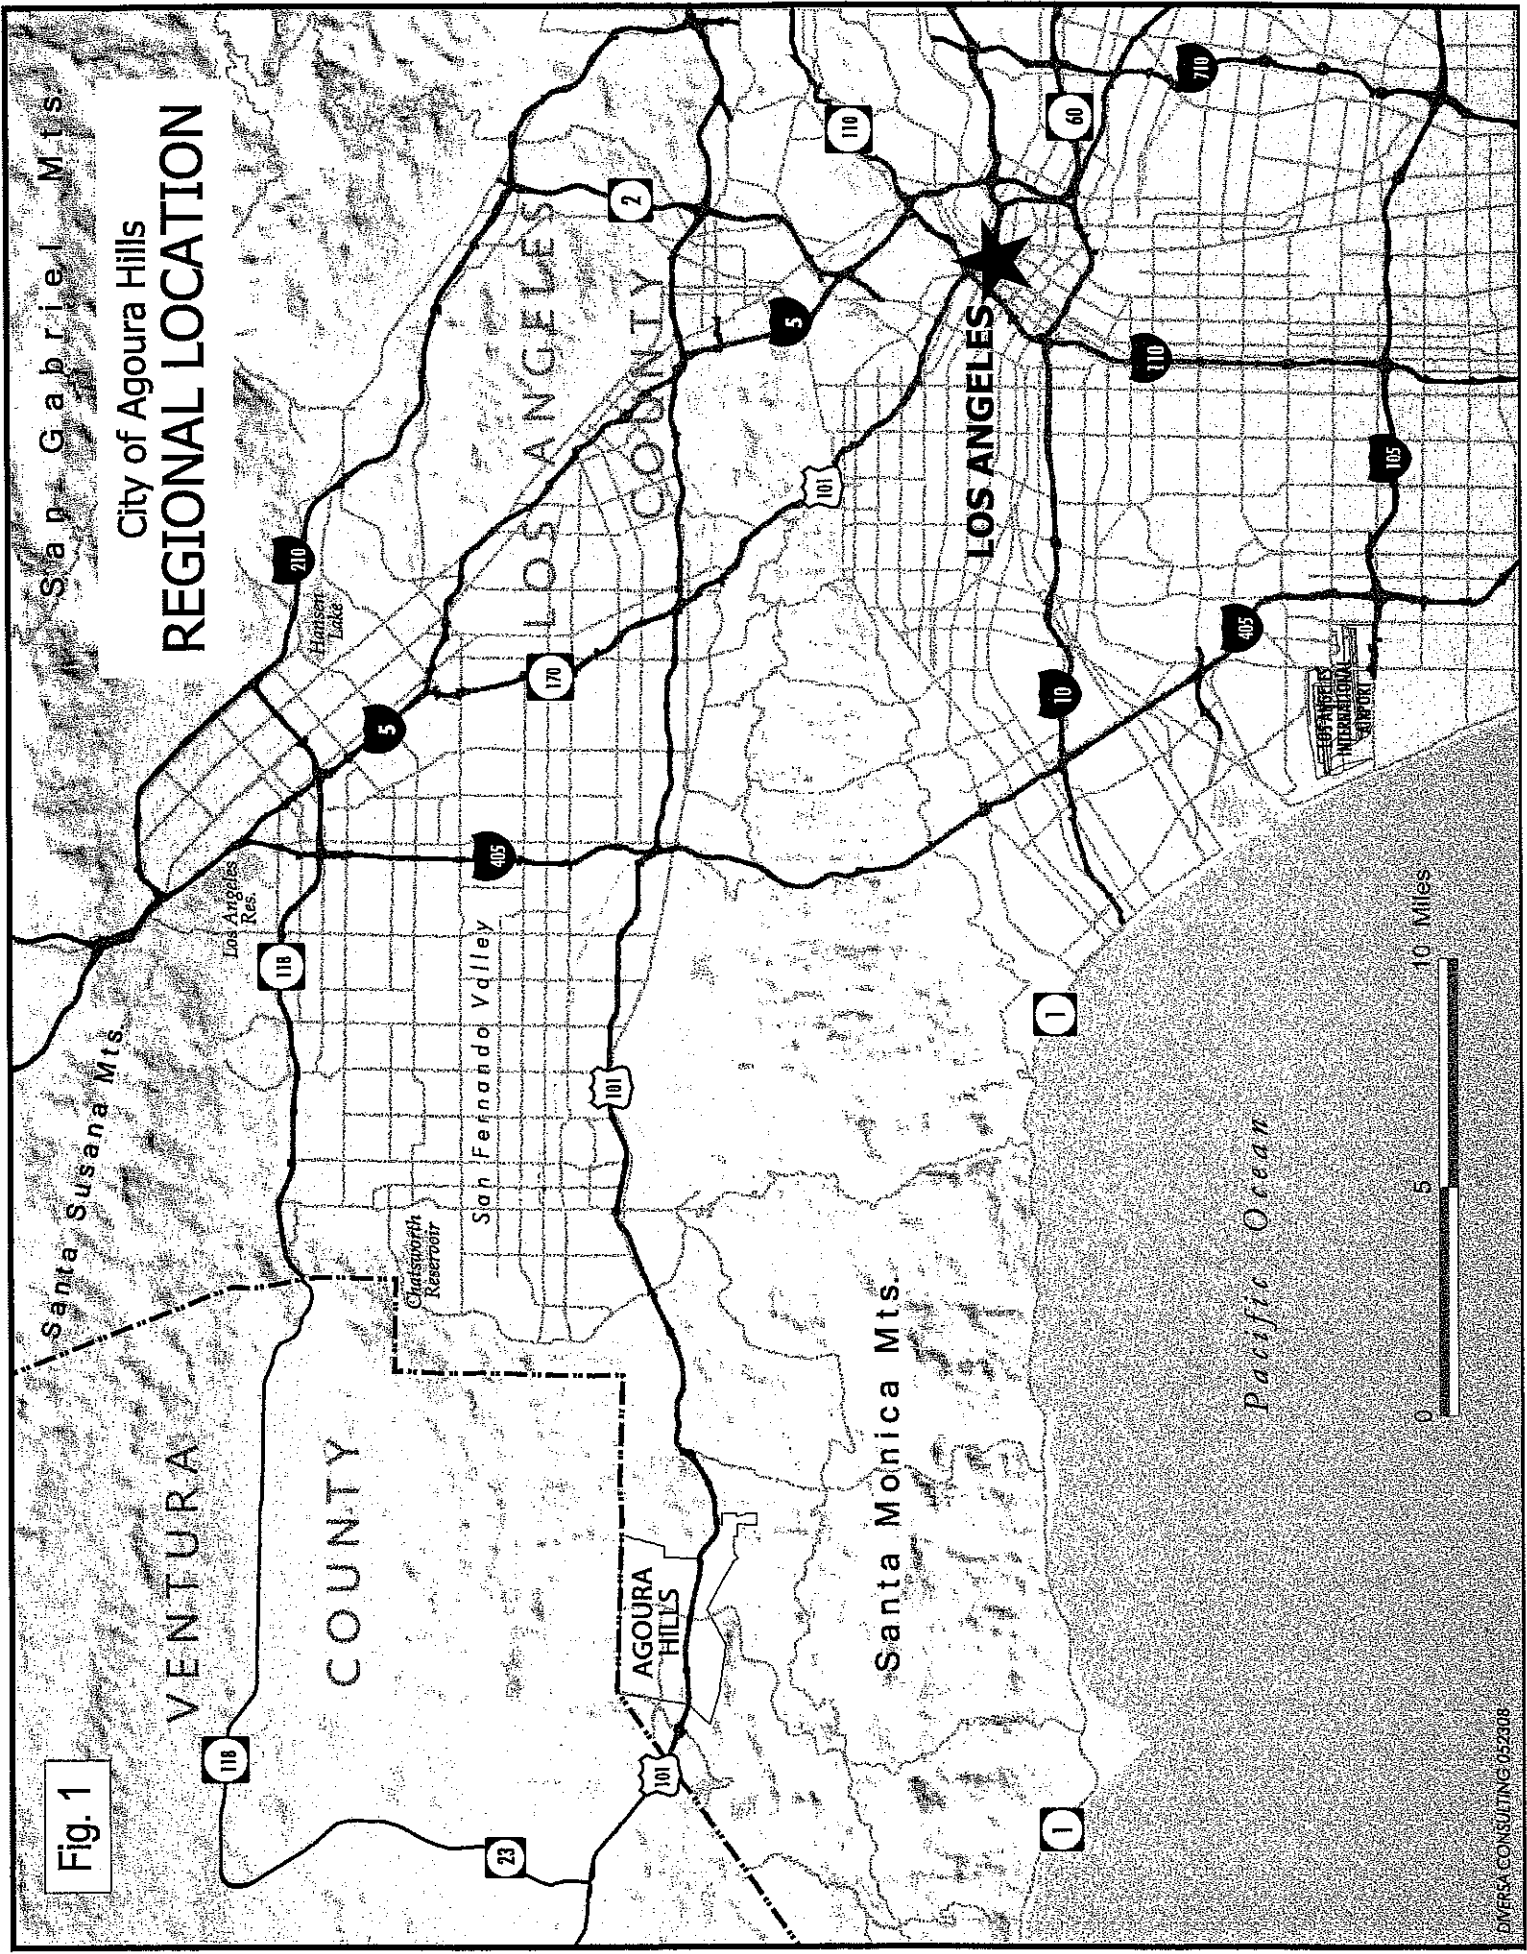 Fig. 1
City of Agoura Hills
REGIONAL LOCATION
San Gabriel Mts
Santa Susana Mts.
VENTURA
COUNTY
LOS ANGELES
COUNTY
118
118
23
101
101
101
405
405
5
5
170
210
2
110
110
60
710
10
105
1
1
Los Angeles
Res.
Hansen
Lake
Chatsworth
Reservoir
San Fernando Valley
AGOURA
HILLS
LOS ANGELES
LOS ANGELES
INTERNATIONAL
AIRPORT
Santa Monica Mts.
Pacific Ocean
0 5 10 Miles
DIVERSA CONSULTING 052308